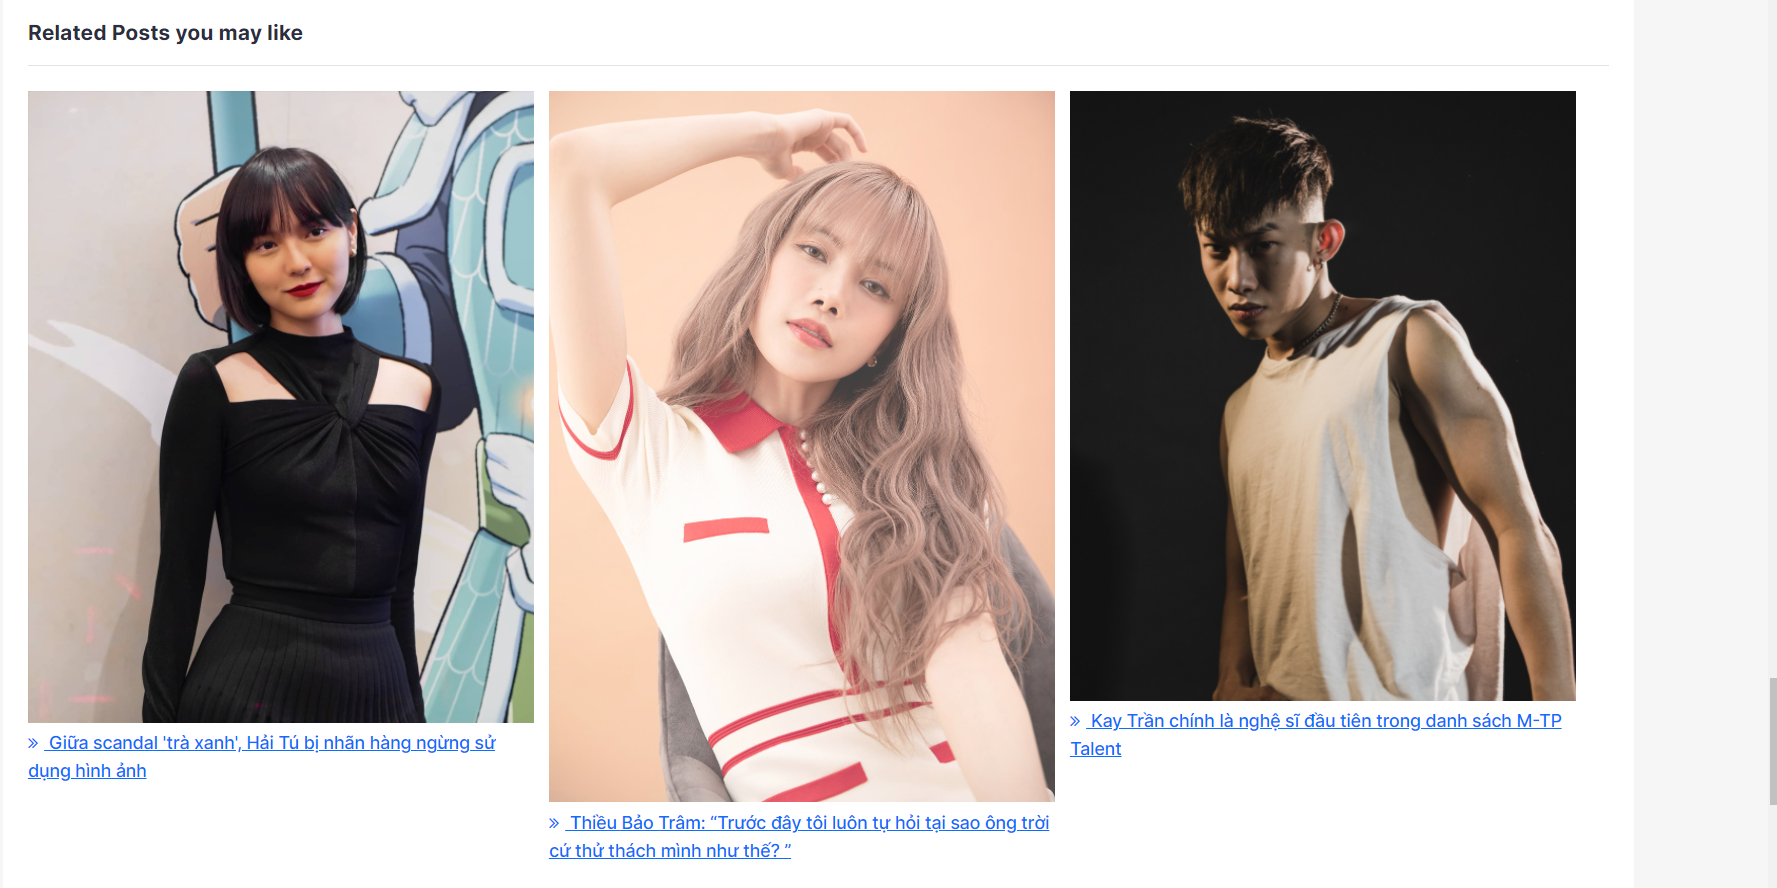 Related Posts you may like
» Giữa scandal 'trà xanh', Hải Tú bị nhãn hàng ngừng sử
dụng hình ảnh
» Thiều Bảo Trâm: “Trước đây tôi luôn tự hỏi tại sao ông trời
cứ thử thách mình như thế? ”
» Kay Trần chính là nghệ sĩ đầu tiên trong danh sách M-TP
Talent